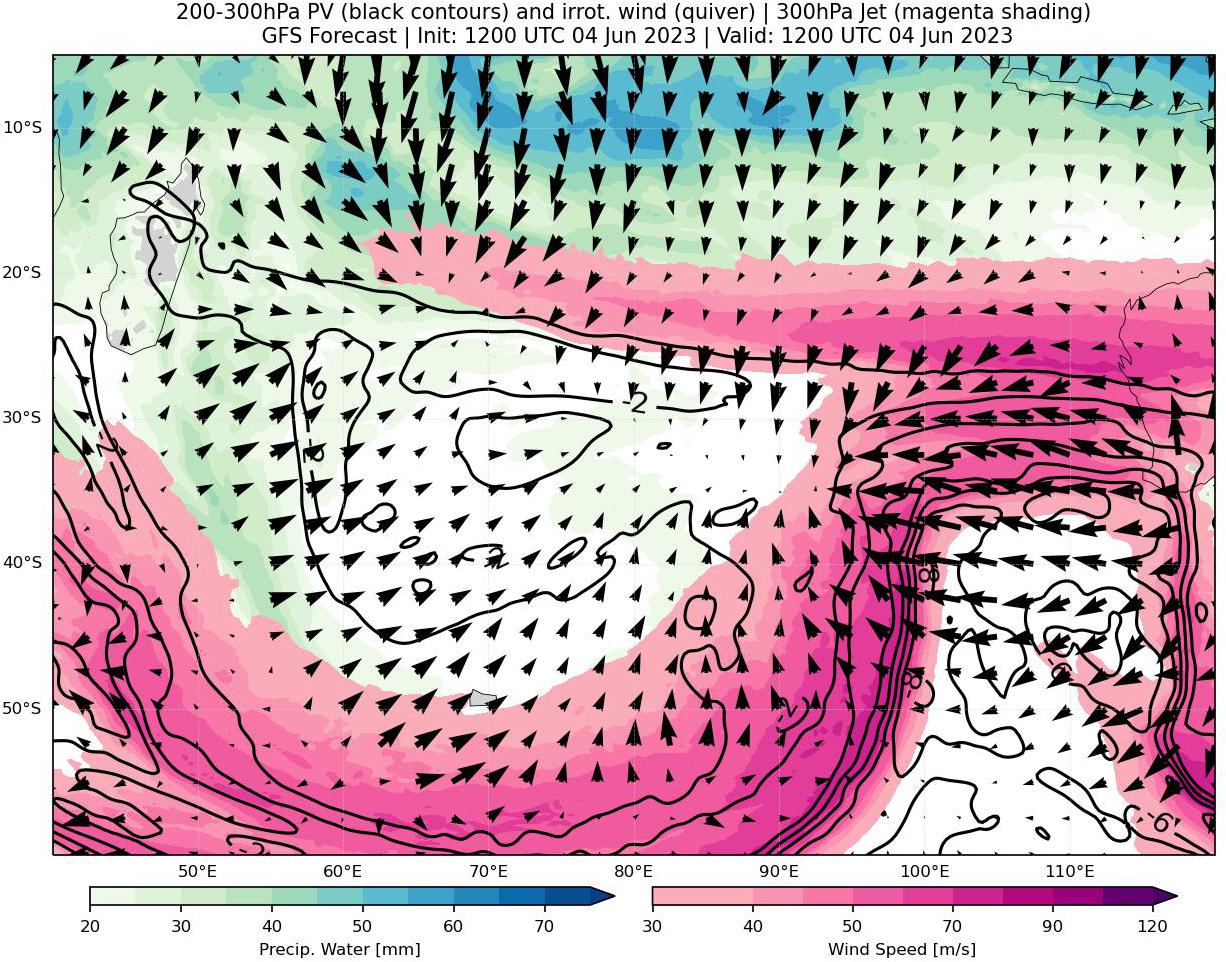 200-300hPa PV (black contours) and irrot. wind (quiver) | 300hPa Jet (magenta shading)
GFS Forecast | Init: 1200 UTC 04 Jun 2023 | Valid: 1200 UTC 04 Jun 2023
10°S
20°S
30°S
40°S
50°S
-2
-2
-8
-8
-2
-6
50°E
60°E
70°E
80°E
90°E
100°E
110°E
20
30
40
50
60
70
30
40
50
70
90
120
Precip. Water [mm]
Wind Speed [m/s]